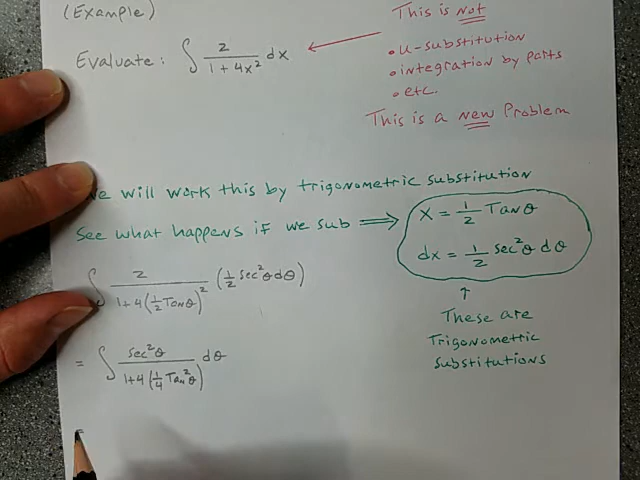 (Example)
Evaluate: ∫ 2/(1+4x²) dx
This is not
• u-substitution
• integration by parts
• etc.
This is a new Problem
we will work this by trigonometric substitution
See what happens if we sub ⟹
x = 1/2 Tanθ
dx = 1/2 sec²θ dθ
↑
These are
Trigonometric
Substitutions
∫ 2/(1+4(1/2 Tanθ)²) (1/2 sec²θ dθ)
= ∫ sec²θ/(1+4(1/4 Tan²θ)) dθ